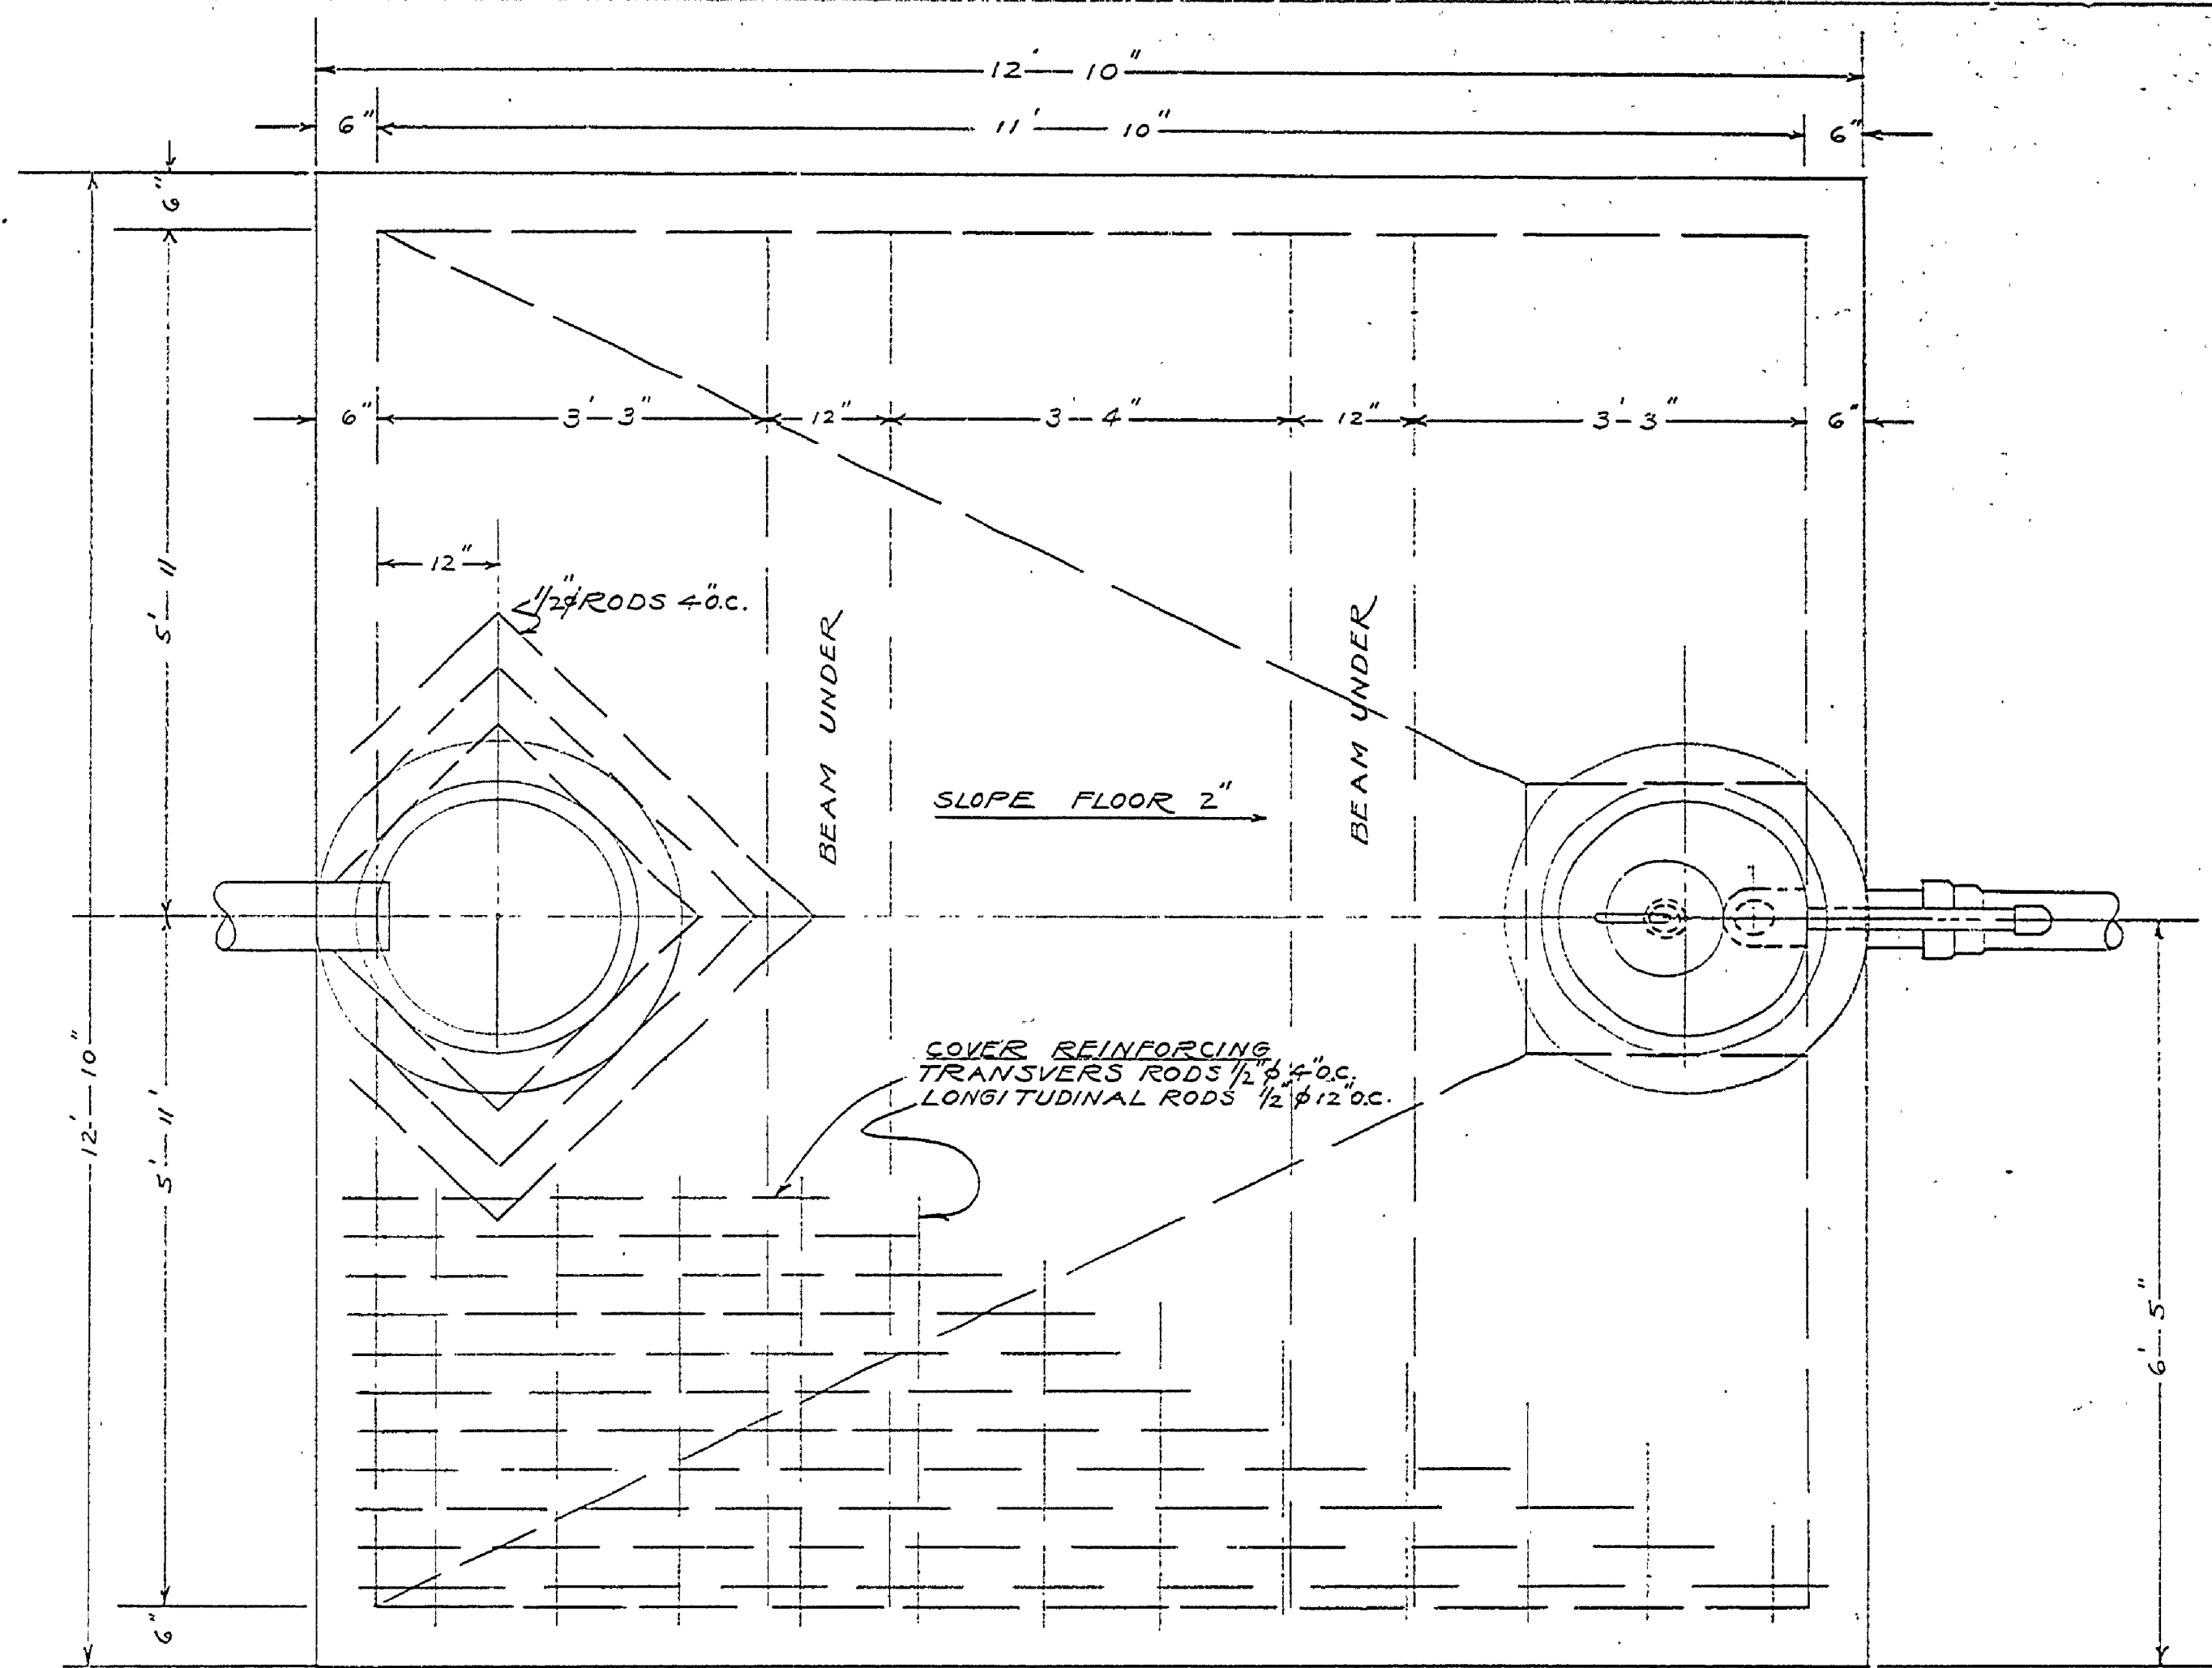 12'—10"
6" 11'—10" 6"
6"
6" 3'-3" 12" 3'-4" 12" 3'-3" 6"
12"
1/2"ϕ RODS 4"O.C.
5'-11
BEAM UNDER
BEAM UNDER
SLOPE FLOOR 2"
COVER REINFORCING
TRANSVERS RODS 1/2"ϕ 4"O.C.
LONGITUDINAL RODS 1/2"ϕ 12"O.C.
12'-10"
5'-11'
6'-5"
6"